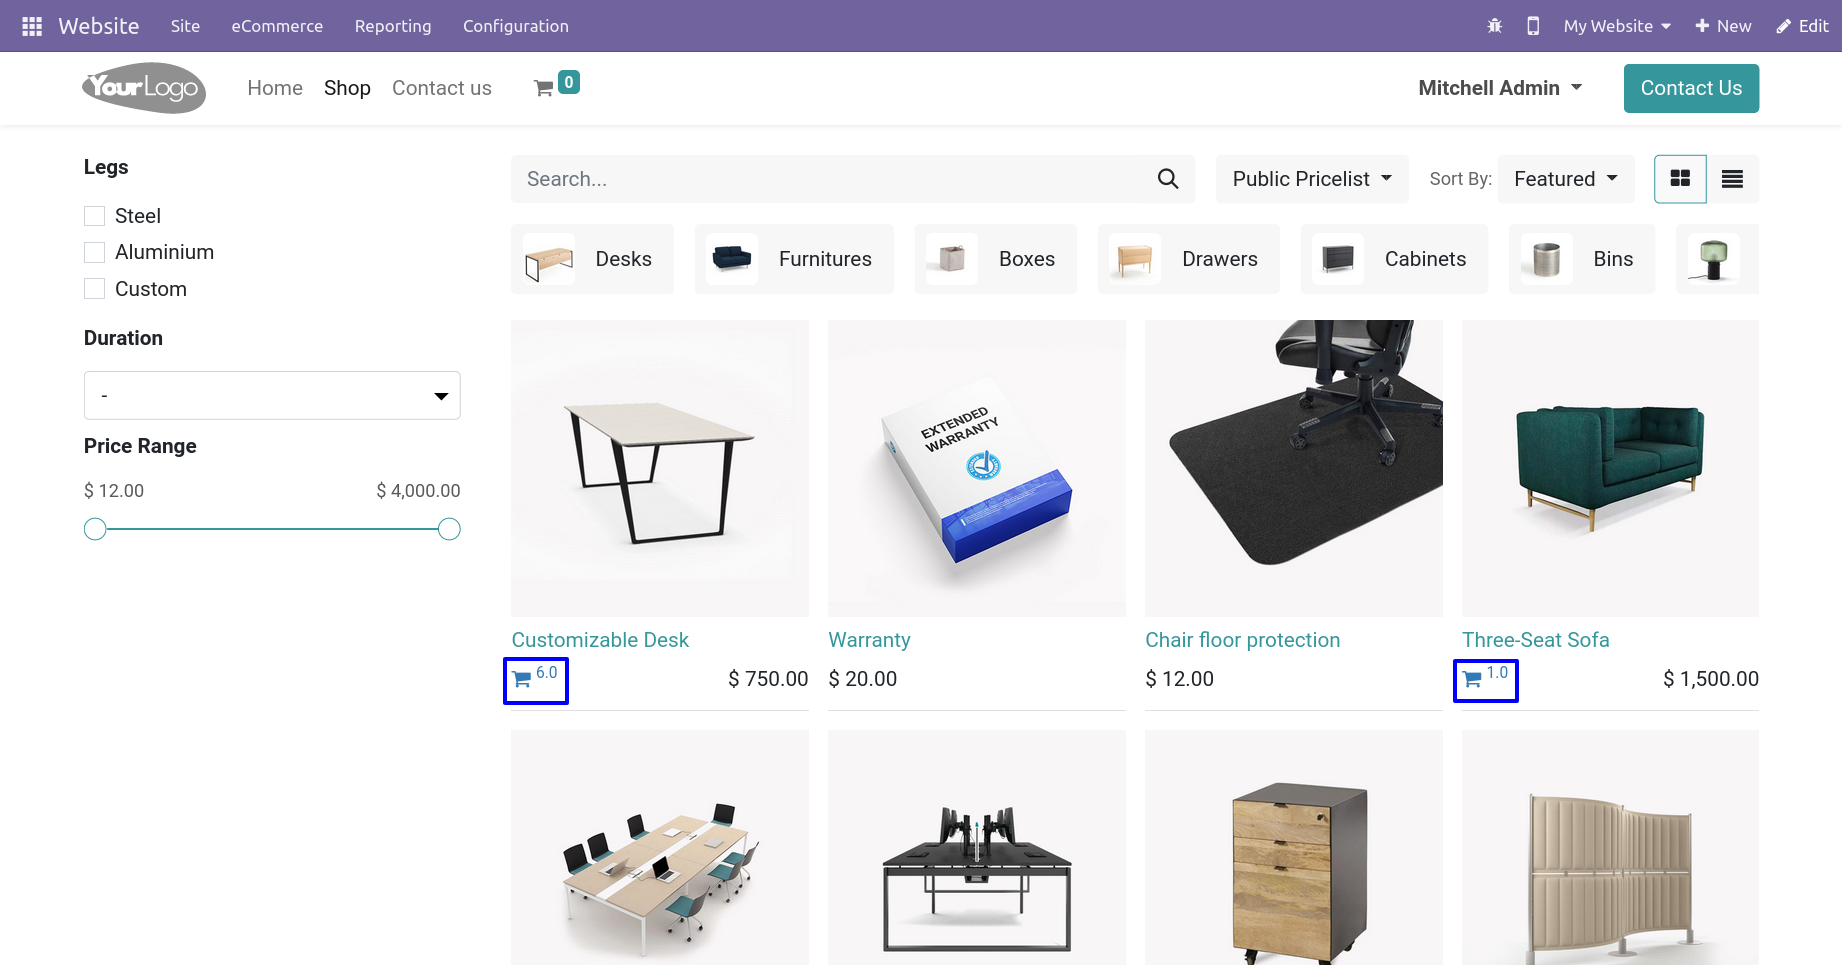 Website Site eCommerce Reporting Configuration My Website New Edit
YourLogo Home Shop Contact us 0 Mitchell Admin Contact Us
Legs
Steel
Aluminium
Custom
Duration
-
Price Range
$ 12.00 $ 4,000.00
Search... Public Pricelist Sort By: Featured
Desks Furnitures Boxes Drawers Cabinets Bins
EXTENDED
WARRANTY
Customizable Desk Warranty Chair floor protection Three-Seat Sofa
6.0 $ 750.00 $ 20.00 $ 12.00 1.0 $ 1,500.00